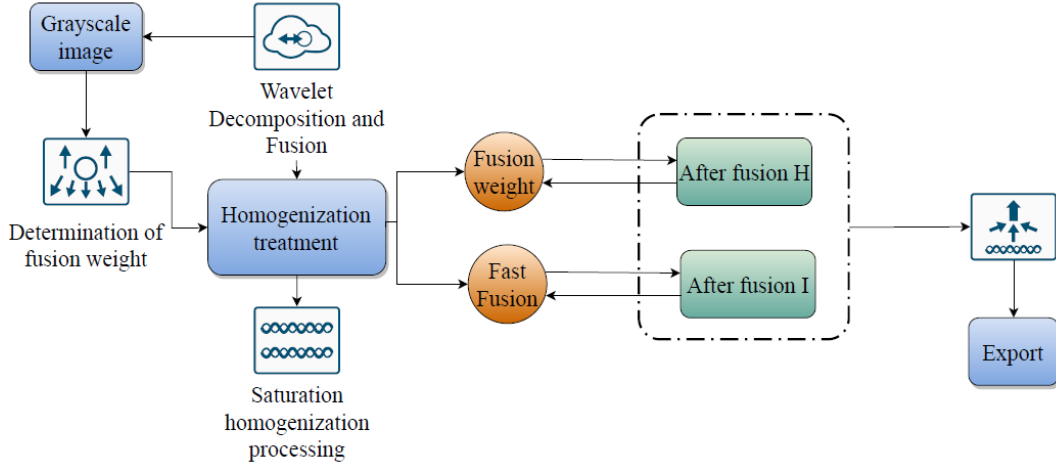 Grayscale
image
Wavelet
Decomposition and
Fusion
Determination of
fusion weight
Homogenization
treatment
Saturation
homogenization
processing
Fusion
weight
After fusion H
Fast
Fusion
After fusion I
Export